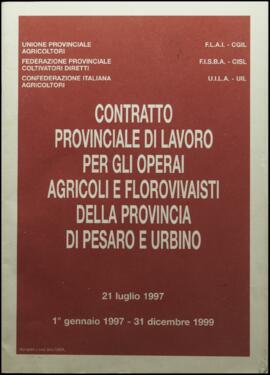 UNIONE PROVINCIALE
AGRICOLTORI
FEDERAZIONE PROVINCIALE
COLTIVATORI DIRETTI
CONFEDERAZIONE ITALIANA
AGRICOLTORI
F.L.A.I. - CGIL
F.I.S.B.A. - CISL
U.I.L.A. - UIL
CONTRATTO
PROVINCIALE DI LAVORO
PER GLI OPERAI
AGRICOLI E FLOROVIVAISTI
DELLA PROVINCIA
DI PESARO E URBINO
21 luglio 1997
1° gennaio 1997 - 31 dicembre 1999